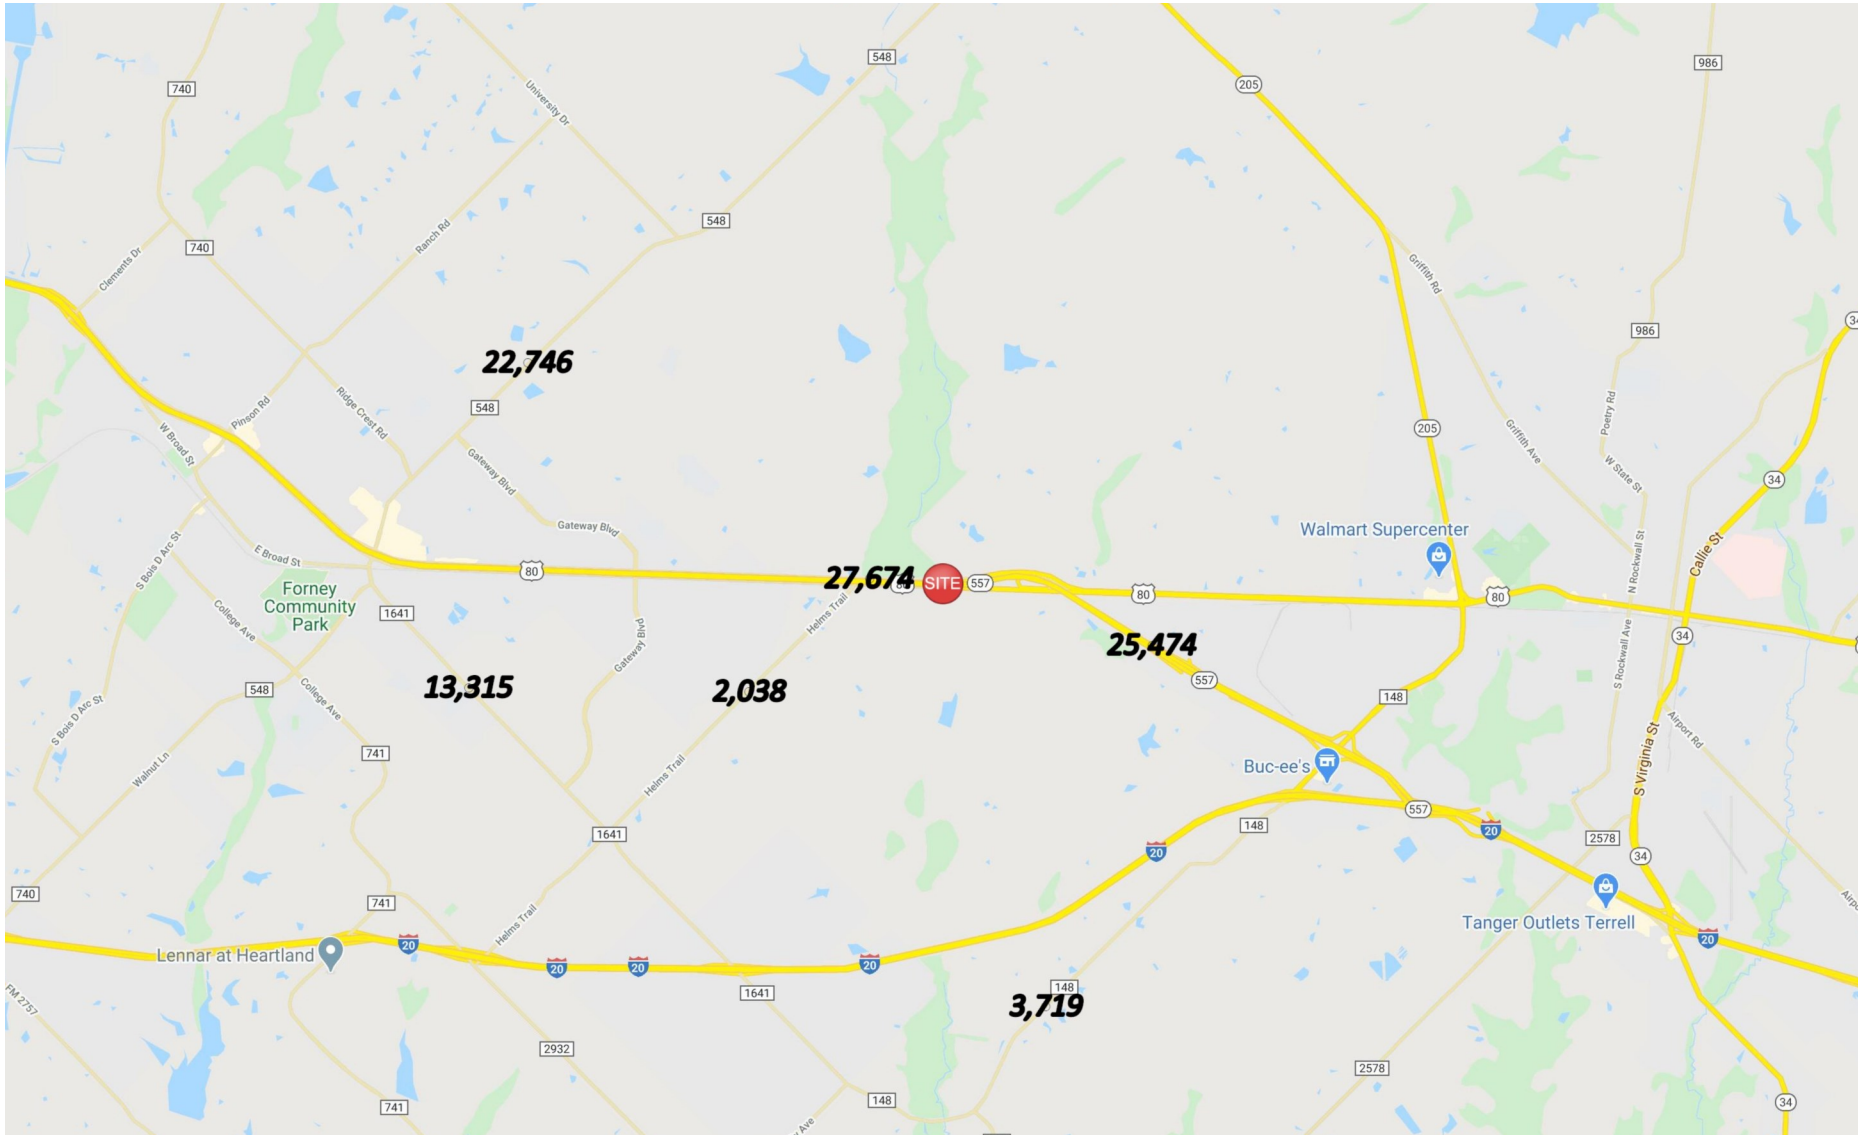 548
205
986
740
University Dr
548
740
Ranch Rd
Clements Dr
Griffith Rd
986
22,746
548
Ridge Crest Rd
Pinson Rd
W Broad St
Gateway Blvd
Gateway Blvd
205
Griffith Ave
Poetry Rd
W State St
34
Walmart Supercenter
Callie St
N Rockwall St
E Broad St
S Bois D Arc St
80
27,674
SITE
557
80
80
Forney
Community
Park
1641
College Ave
Helms Trail
Gateway Blvd
25,474
34
S Rockwall Ave
557
148
13,315
2,038
548
College Ave
S Bois D Arc St
Walnut Ln
741
Helms Trail
Airport Rd
S Virginia St
Buc-ee's
557
148
20
1641
20
2578
34
740
741
Helms Trail
Tanger Outlets Terrell
20
Lennar at Heartland
20
20
20
20
1641
148
3,719
FM 2757
2932
2578
741
148
34